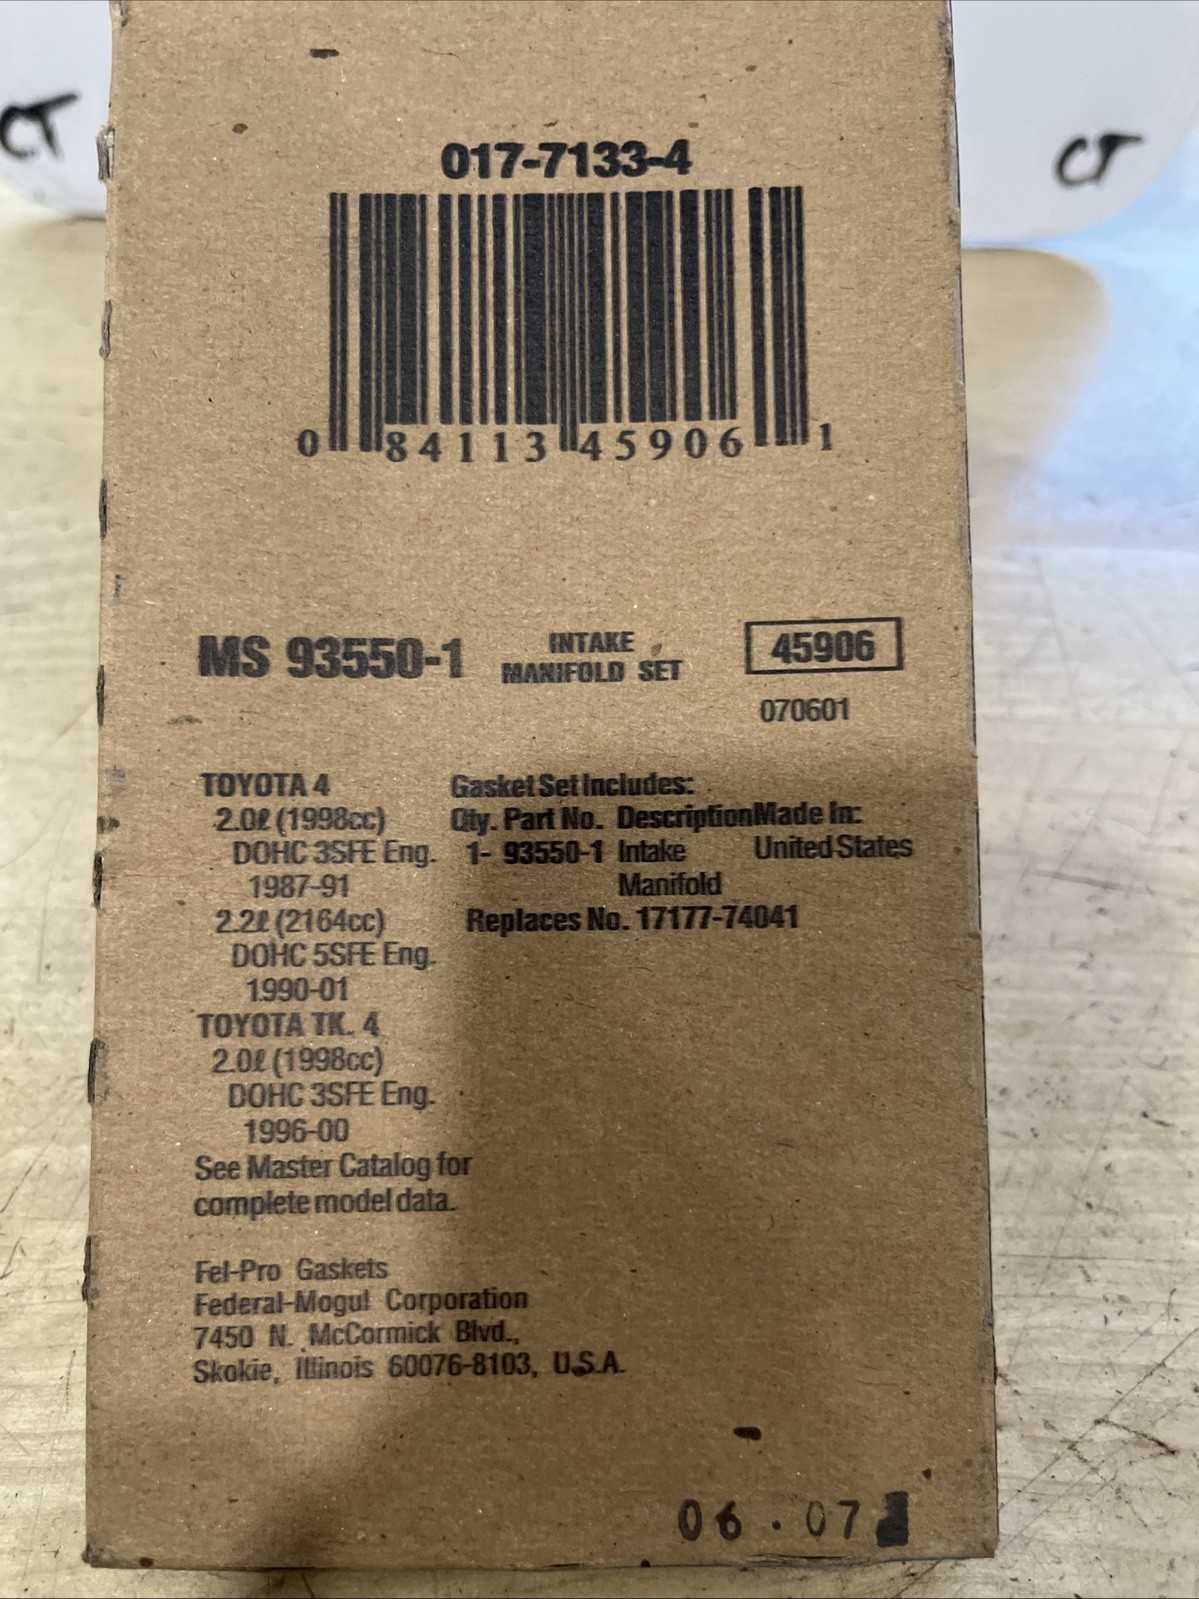 CT
CT
017-7133-4
0 84113 45906 1
MS 93550-1
INTAKE
MANIFOLD SET
45906
070601
TOYOTA 4
2.0ℓ (1998cc)
DOHC 3SFE Eng.
1987-91
2.2ℓ (2164cc)
DOHC 5SFE Eng.
1990-01
TOYOTA TK. 4
2.0ℓ (1998cc)
DOHC 3SFE Eng.
1996-00
See Master Catalog for
complete model data.
Gasket Set Includes:
Qty. Part No. Description Made In:
1- 93550-1 Intake United States
Manifold
Replaces No. 17177-74041
Fel-Pro Gaskets
Federal-Mogul Corporation
7450 N. McCormick Blvd.,
Skokie, Illinois 60076-8103, U.S.A.
06 . 07